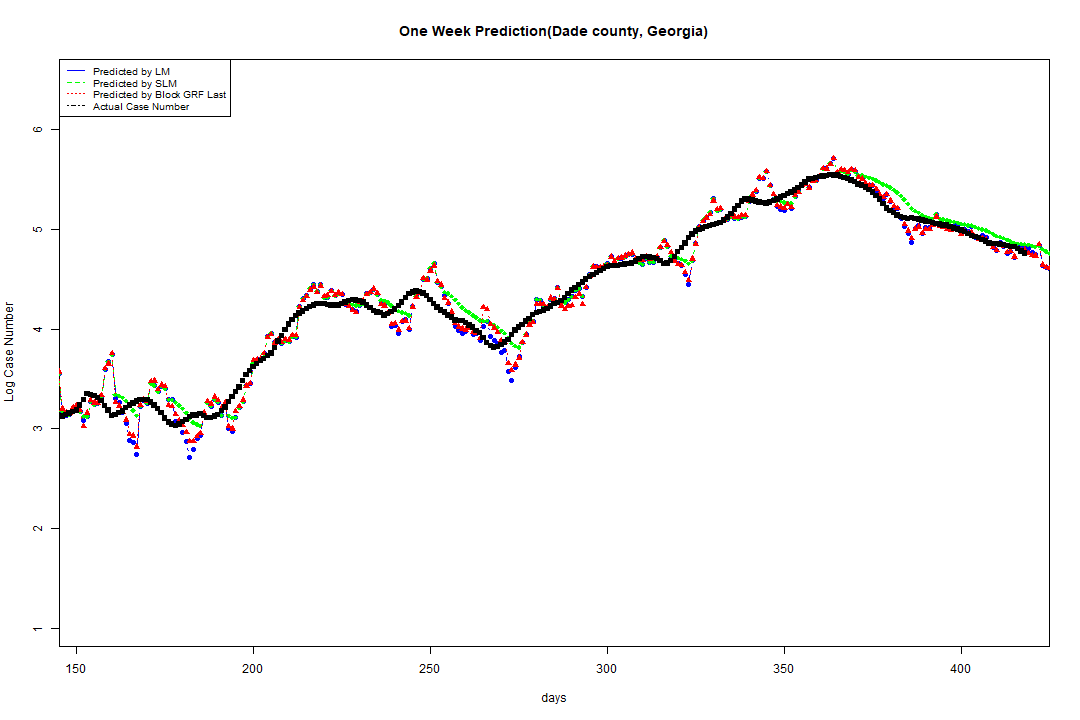 One Week Prediction(Dade county, Georgia)
Predicted by LM
Predicted by SLM
Predicted by Block GRF Last
Actual Case Number
6
5
4
3
2
1
Log Case Number
150 200 250 300 350 400
days